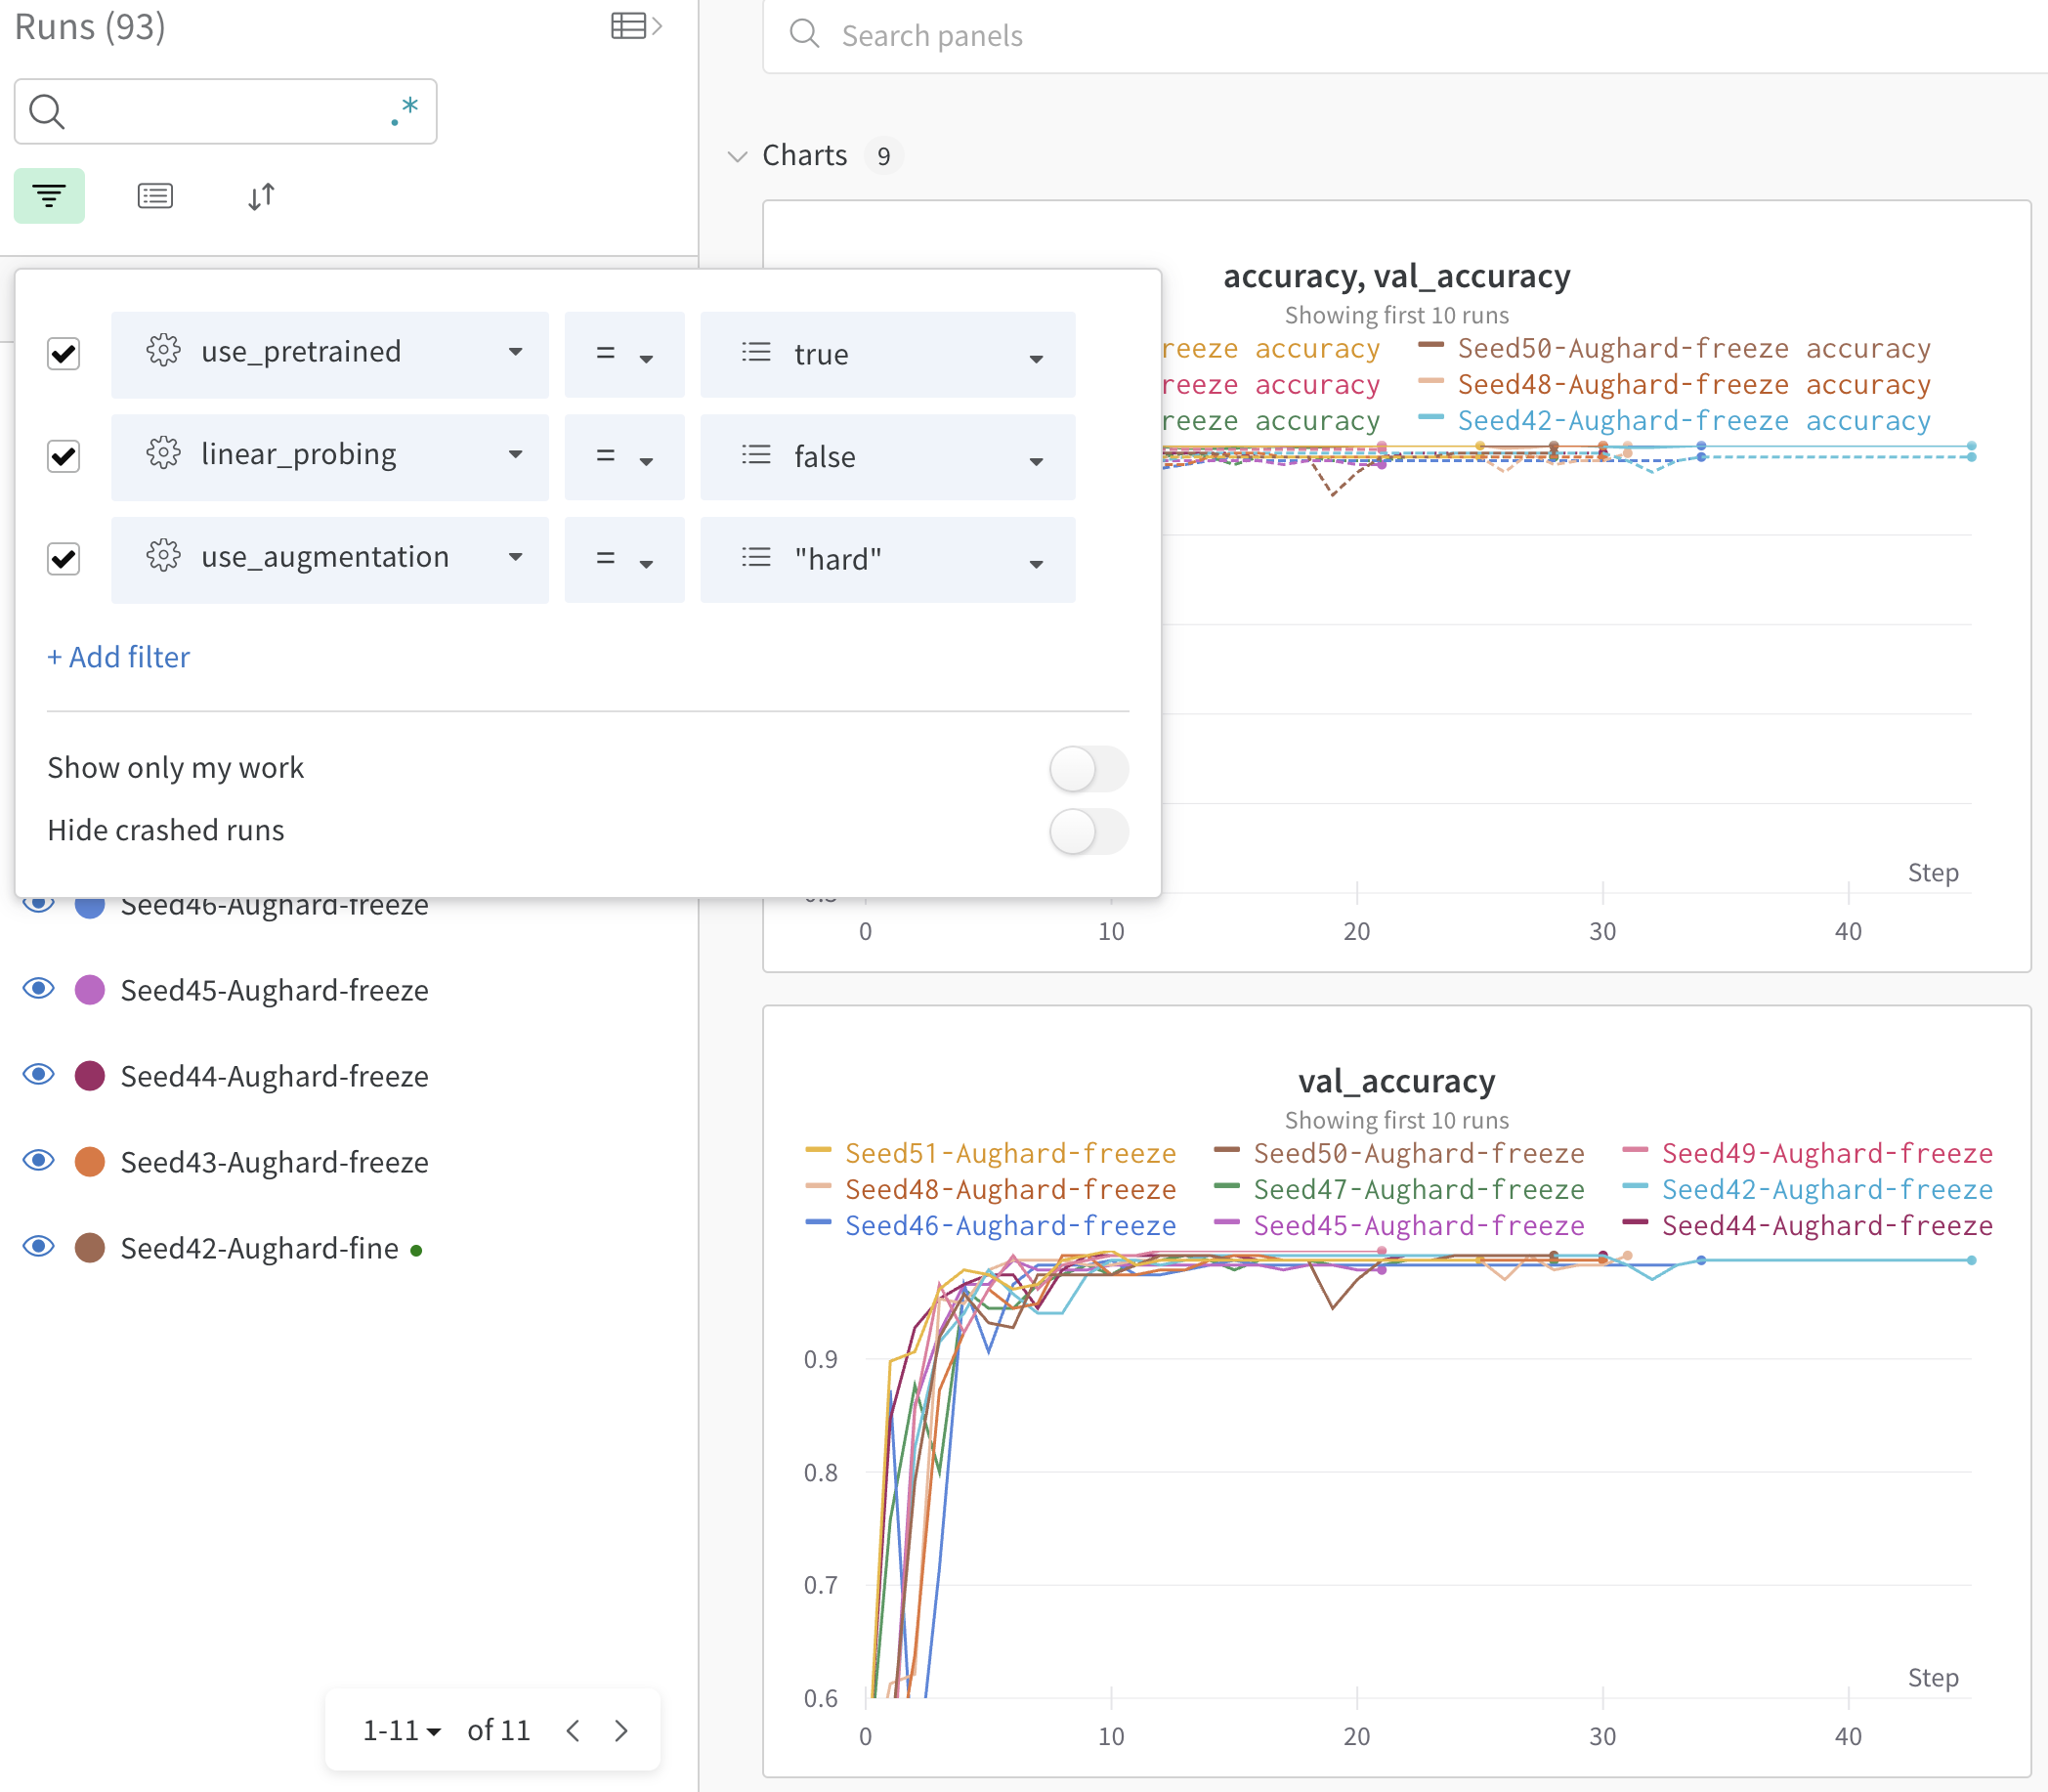 Runs (93)
.*
Search panels
Charts 9
use_pretrained = true
linear_probing = false
use_augmentation = "hard"
+ Add filter
Show only my work
Hide crashed runs
accuracy, val_accuracy
Showing first 10 runs
reeze accuracy Seed50-Aughard-freeze accuracy
reeze accuracy Seed48-Aughard-freeze accuracy
reeze accuracy Seed42-Aughard-freeze accuracy
Step
0 10 20 30 40
Seed46-Aughard-freeze
Seed45-Aughard-freeze
Seed44-Aughard-freeze
Seed43-Aughard-freeze
Seed42-Aughard-fine
1-11 of 11
val_accuracy
Showing first 10 runs
Seed51-Aughard-freeze Seed50-Aughard-freeze Seed49-Aughard-freeze
Seed48-Aughard-freeze Seed47-Aughard-freeze Seed42-Aughard-freeze
Seed46-Aughard-freeze Seed45-Aughard-freeze Seed44-Aughard-freeze
0.9
0.8
0.7
0.6
Step
0 10 20 30 40